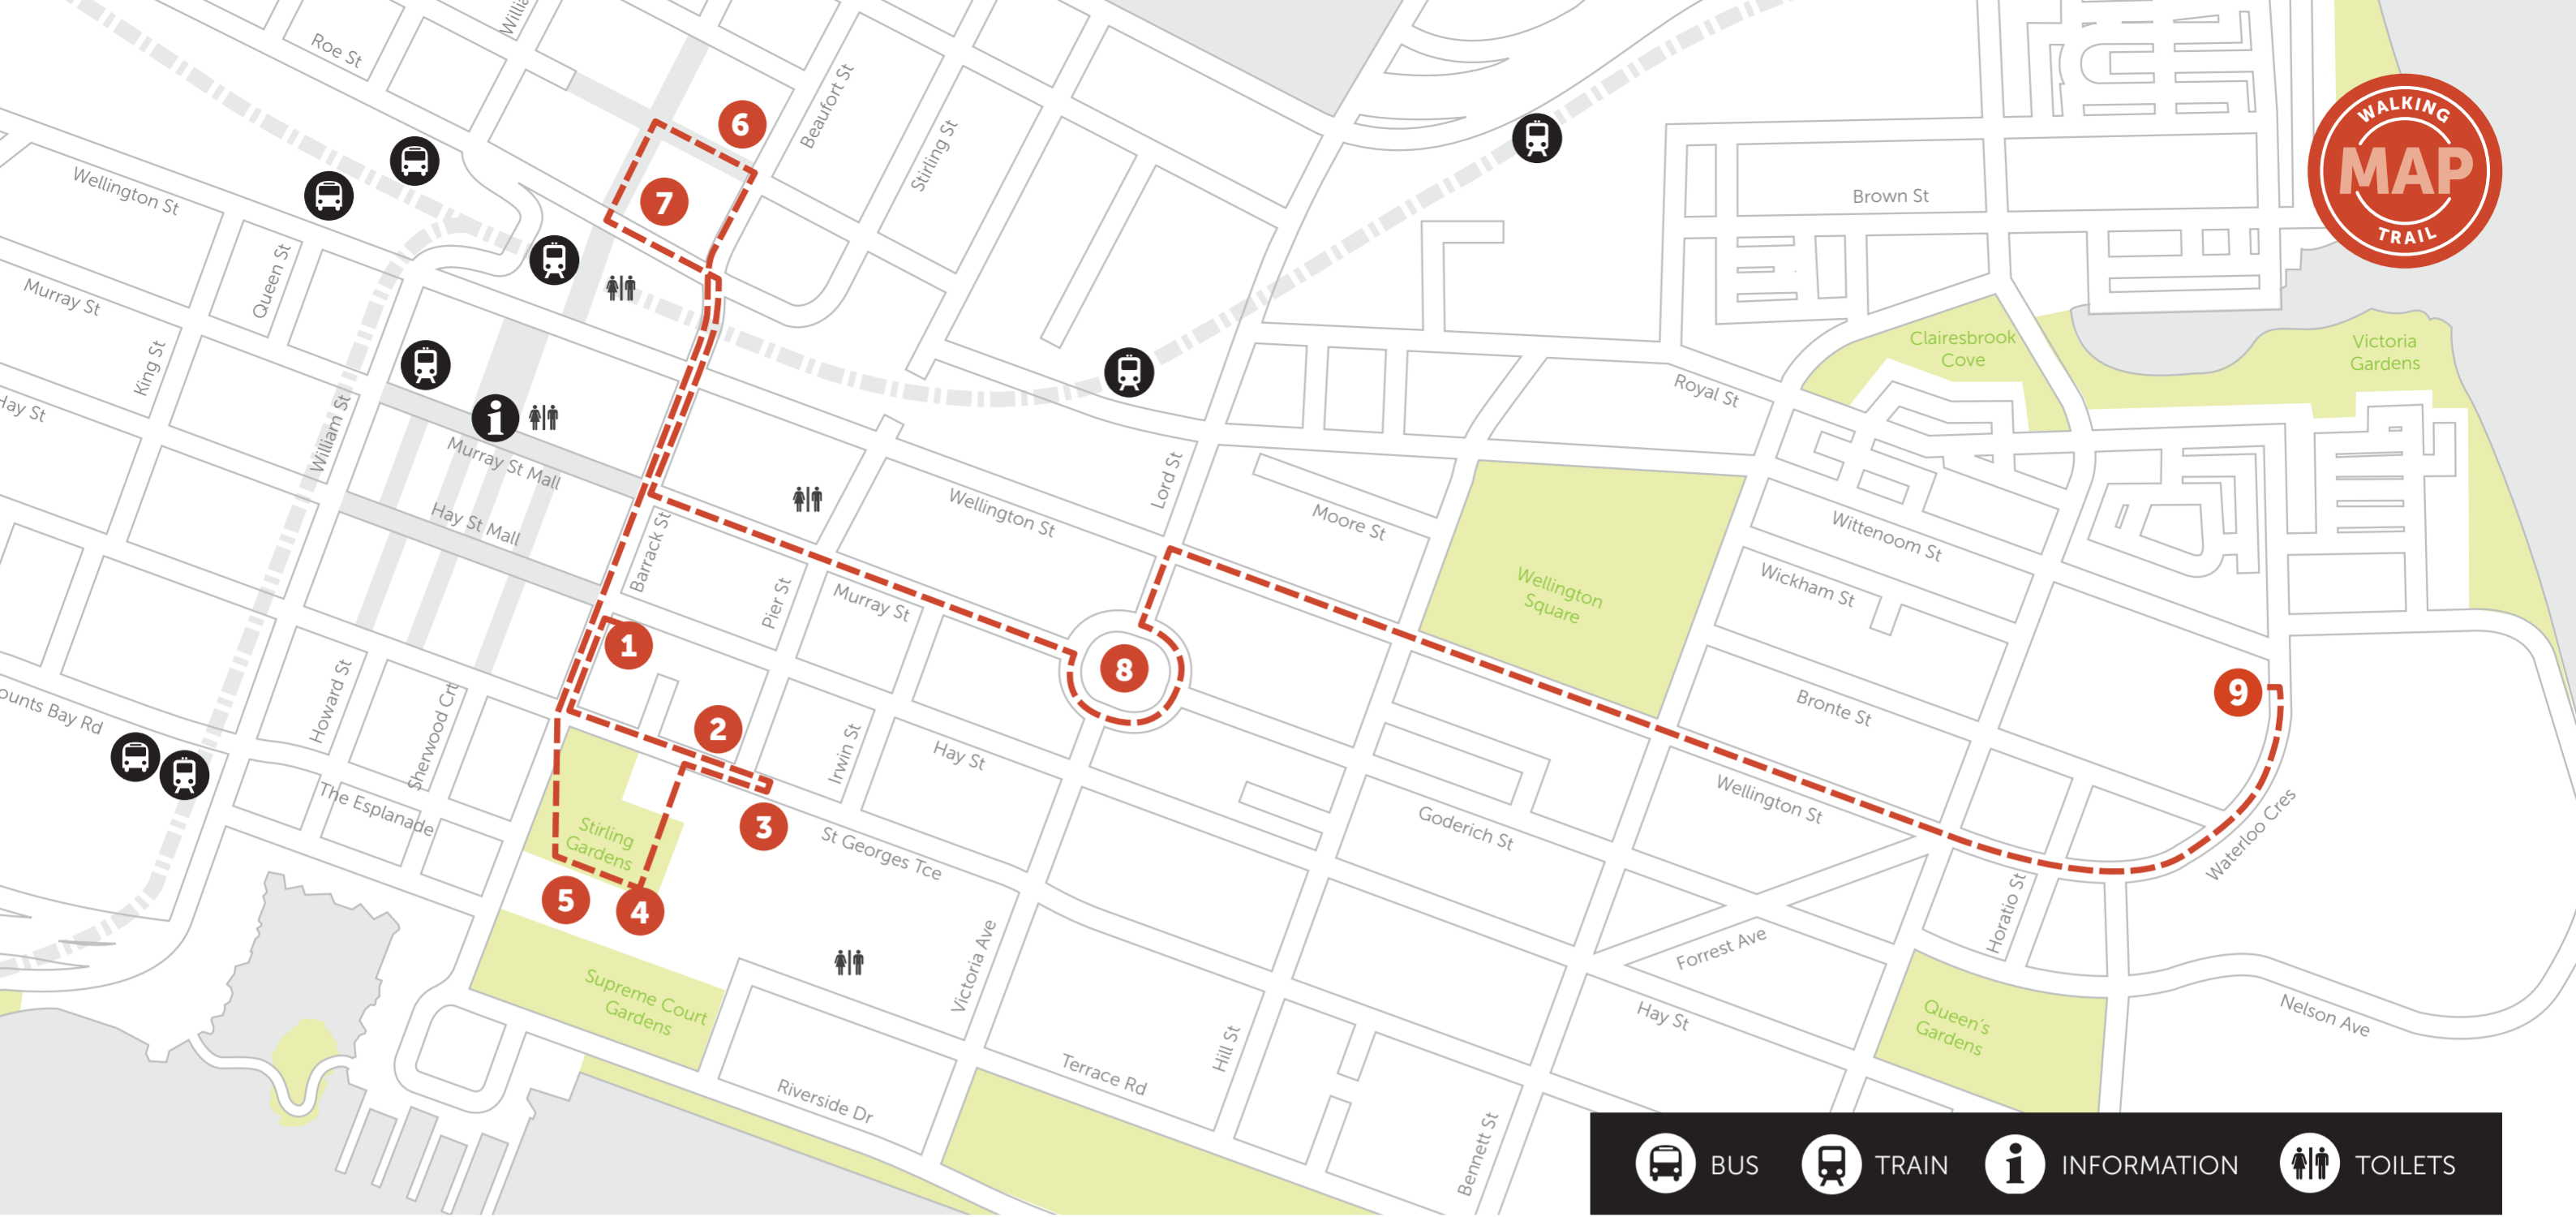 Roe St
Willia
Beaufort St
Stirling St
6
7
WALKING
MAP
TRAIL
Brown St
Wellington St
Queen St
Murray St
King St
Hay St
William St
Murray St Mall
Hay St Mall
Clairesbrook
Cove
Victoria
Gardens
Royal St
Lord St
Wellington St
Moore St
Wittenoom St
Wickham St
Wellington
Square
Barrack St
Pier St
Murray St
1
8
9
Bronte St
ounts Bay Rd
Howard St
Sherwood Crt
2
Irwin St
Hay St
3
The Esplanade
Stirling
Gardens
St Georges Tce
Goderich St
Wellington St
Waterloo Cres
5
4
Horatio St
Victoria Ave
Forrest Ave
Supreme Court
Gardens
Hay St
Queen's
Gardens
Nelson Ave
Hill St
Terrace Rd
Riverside Dr
Bennett St
BUS
TRAIN
i
INFORMATION
TOILETS